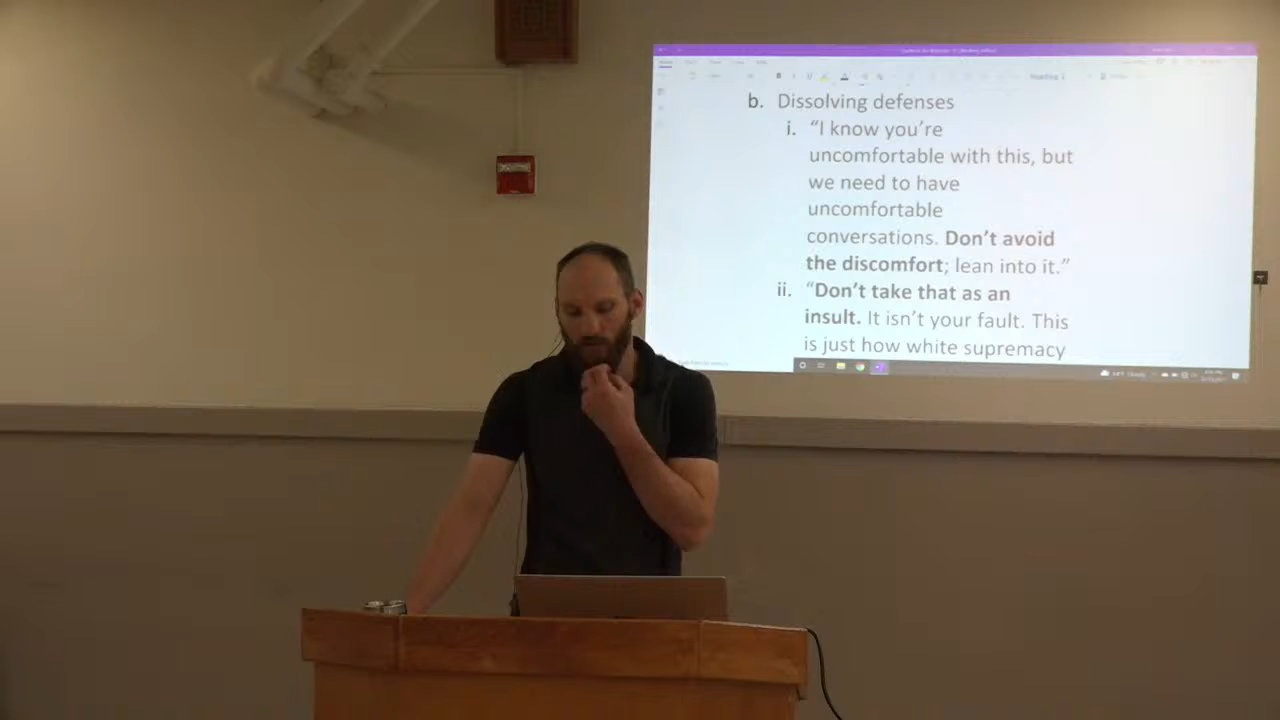 b. Dissolving defenses
i. “I know you’re
uncomfortable with this, but
we need to have
uncomfortable
conversations. Don’t avoid
the discomfort; lean into it.”
ii. “Don’t take that as an
insult. It isn’t your fault. This
is just how white supremacy